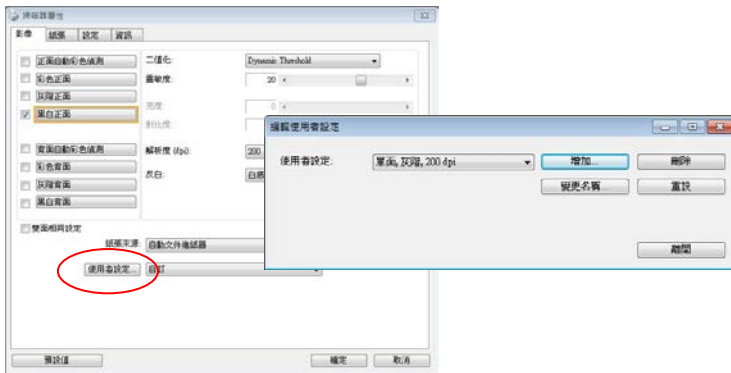 掃描器屬性
影像 紙張 設定 資訊
正面自動彩色偵測
彩色正面
灰階正面
黑白正面
背面自動彩色偵測
彩色背面
灰階背面
黑白背面
二值化: Dynamic Threshold
靈敏度: 20
亮度: 0
對比度:
解析度 (dpi): 200
反白:
雙面相同設定
紙張來源: 自動文件進紙器
使用者設定... 自訂
預設值 確定 取消
編輯使用者設定
使用者設定: 單面, 灰階, 200 dpi 增加... 刪除
變更名稱... 重設
離開